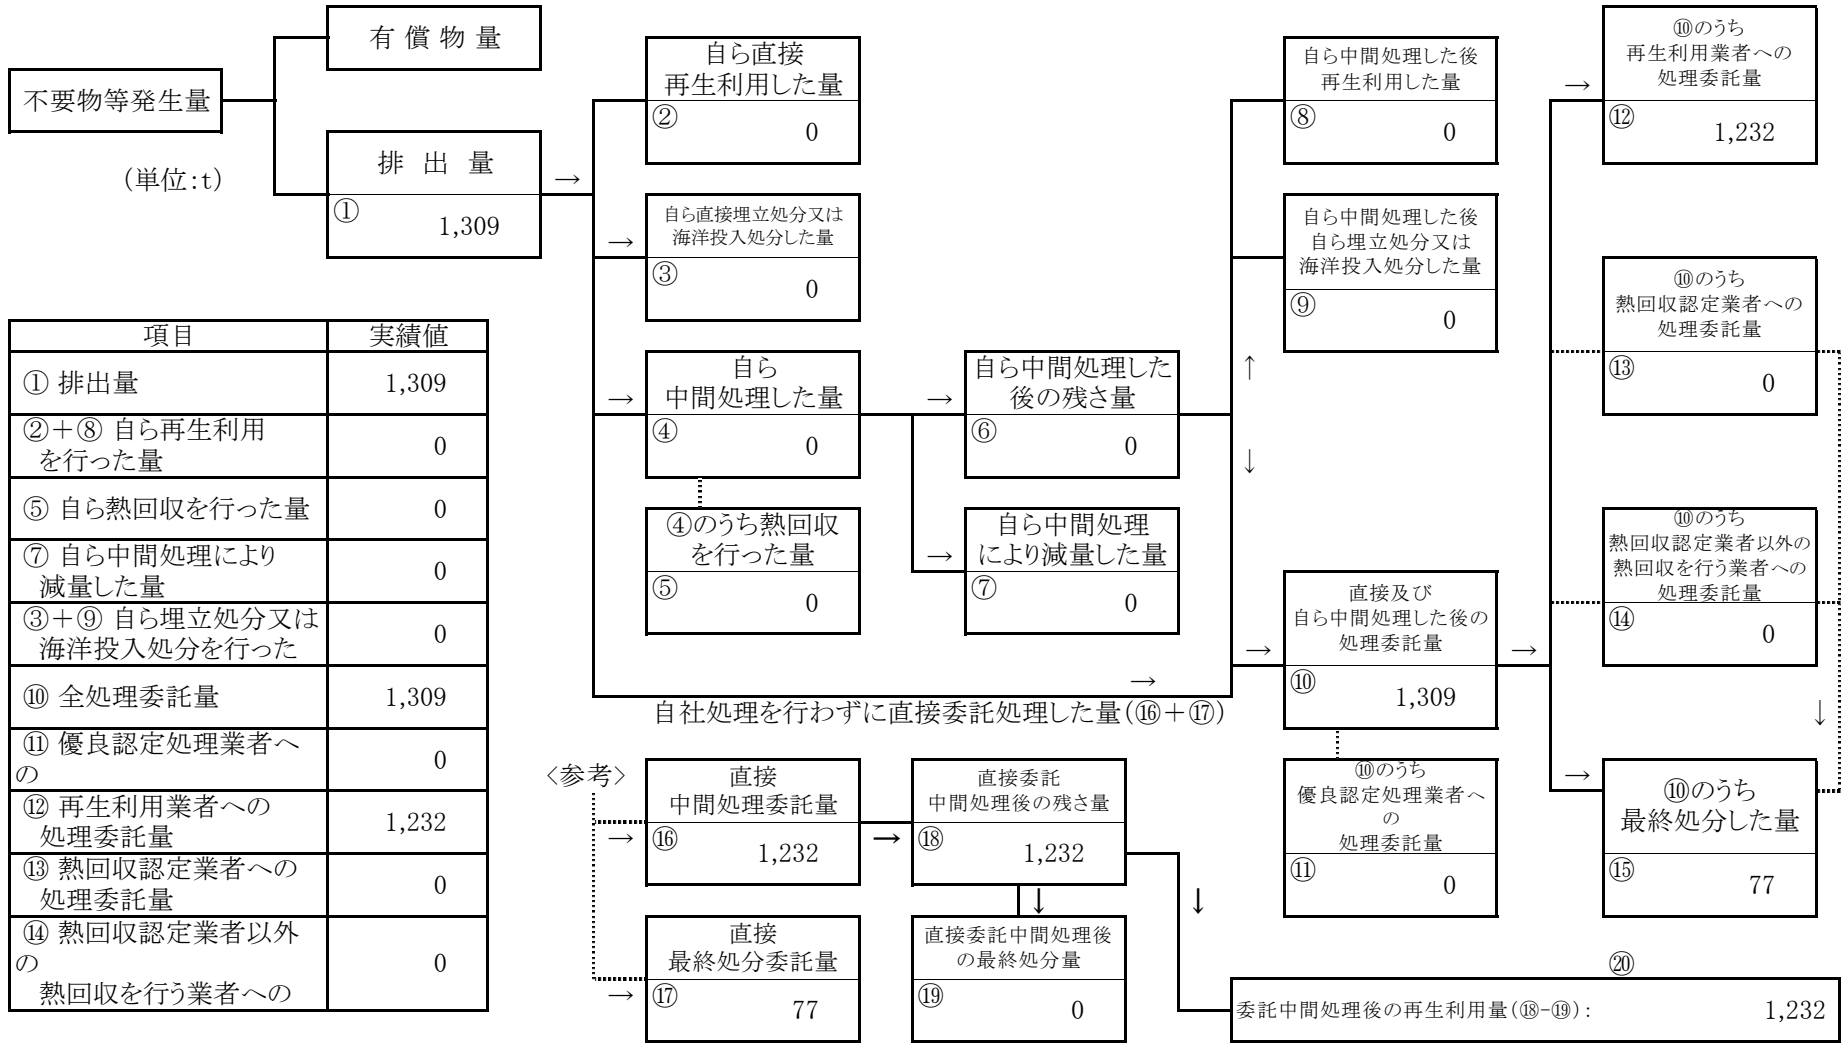 不要物等発生量
(単位:t)
有 償 物 量
排 出 量
① 1,309
→
自ら直接
再生利用した量
② 0
→
自ら直接埋立処分又は
海洋投入処分した量
③ 0
→
自ら
中間処理した量
④ 0
④のうち熱回収
を行った量
⑤ 0
→
自ら中間処理した
後の残さ量
⑥ 0
→
自ら中間処理
により減量した量
⑦ 0
↑
↓
自ら中間処理した後
再生利用した量
⑧ 0
自ら中間処理した後
自ら埋立処分又は
海洋投入処分した量
⑨ 0
→
自社処理を行わずに直接委託処理した量(⑯+⑰)
→
直接及び
自ら中間処理した後の
処理委託量
⑩ 1,309
⑩のうち
優良認定処理業者へ
の
処理委託量
⑪ 0
→
→
⑩のうち
再生利用業者への
処理委託量
⑫ 1,232
⑩のうち
熱回収認定業者への
処理委託量
⑬ 0
⑩のうち
熱回収認定業者以外の
熱回収を行う業者への
処理委託量
⑭ 0
↓
→
⑩のうち
最終処分した量
⑮ 77
項目 実績値
① 排出量 1,309
②+⑧ 自ら再生利用
を行った量 0
⑤ 自ら熱回収を行った量 0
⑦ 自ら中間処理により
減量した量 0
③+⑨ 自ら埋立処分又は
海洋投入処分を行った 0
⑩ 全処理委託量 1,309
⑪ 優良認定処理業者へ
の 0
⑫ 再生利用業者への
処理委託量 1,232
⑬ 熱回収認定業者への
処理委託量 0
⑭ 熱回収認定業者以外
の 0
熱回収を行う業者への
<参考>
→
直接
中間処理委託量
⑯ 1,232
→
直接
最終処分委託量
⑰ 77
→
直接委託
中間処理後の残さ量
⑱ 1,232
↓
直接委託中間処理後
の最終処分量
⑲ 0
↓
⑳
委託中間処理後の再生利用量(⑱-⑲): 1,232